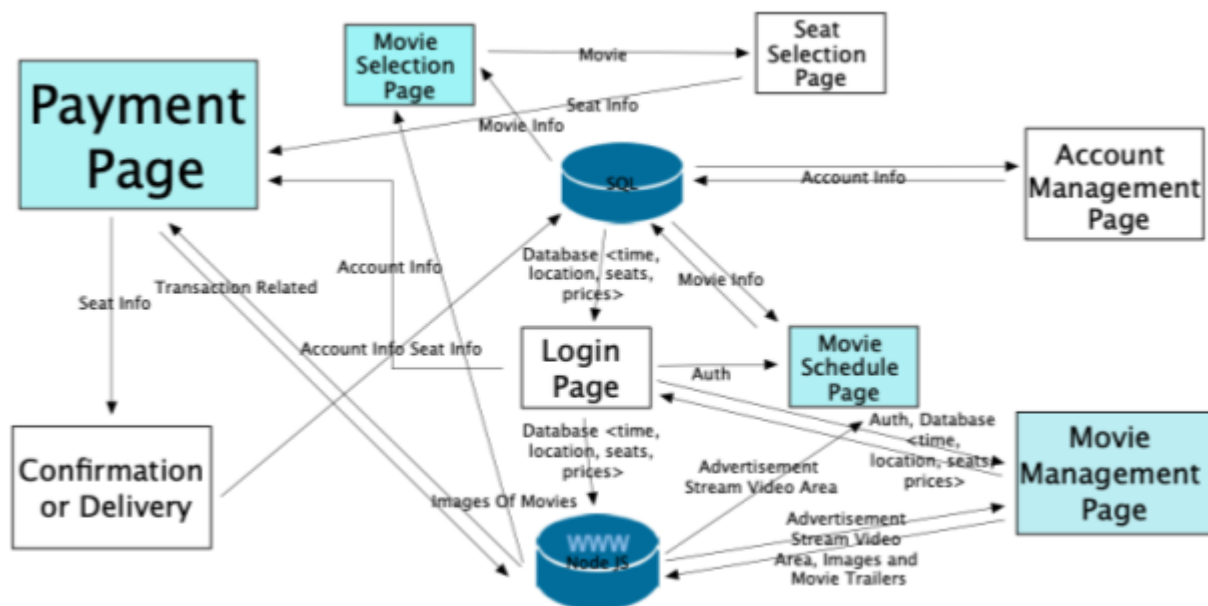 Movie
Selection
Page
Movie
Seat
Selection
Page
Payment
Page
Seat Info
Movie Info
SQL
Account Info
Account
Management
Page
Database <time,
location, seats,
prices>
Movie Info
Account Info
Transaction Related
Seat Info
Account Info Seat Info
Login
Page
Auth
Movie
Schedule
Page
Confirmation
or Delivery
Database <time,
location, seats,
prices>
Auth, Database
<time,
location, seats,
prices>
Movie
Management
Page
Advertisement
Stream Video Area
Images Of Movies
WWW
Node JS
Advertisement
Stream Video
Area, Images and
Movie Trailers